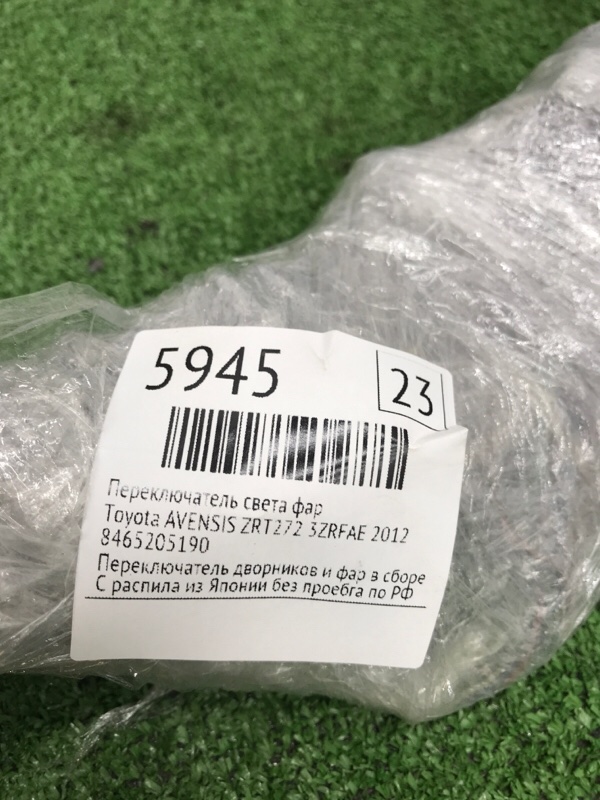 5945
23
Переключатель света фар
Toyota AVENSIS ZRT272 3ZRFAE 2012
8465205190
Переключатель дворников и фар в сборе
С распила из Японии без проебга по РФ